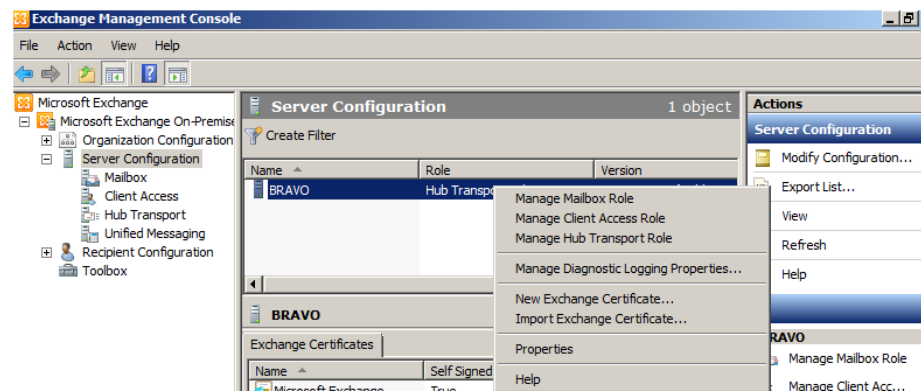 Exchange Management Console
File Action View Help
Microsoft Exchange
Microsoft Exchange On-Premise
Organization Configuration
Server Configuration
Mailbox
Client Access
Hub Transport
Unified Messaging
Recipient Configuration
Toolbox
Server Configuration 1 object
Create Filter
Name Role Version
BRAVO Hub Transpo
Manage Mailbox Role
Manage Client Access Role
Manage Hub Transport Role
Manage Diagnostic Logging Properties...
New Exchange Certificate...
Import Exchange Certificate...
Properties
Help
BRAVO
Exchange Certificates
Name Self Signed
Microsoft Exchange True
Actions
Server Configuration
Modify Configuration...
Export List...
View
Refresh
Help
RAVO
Manage Mailbox Role
Manage Client Acc...